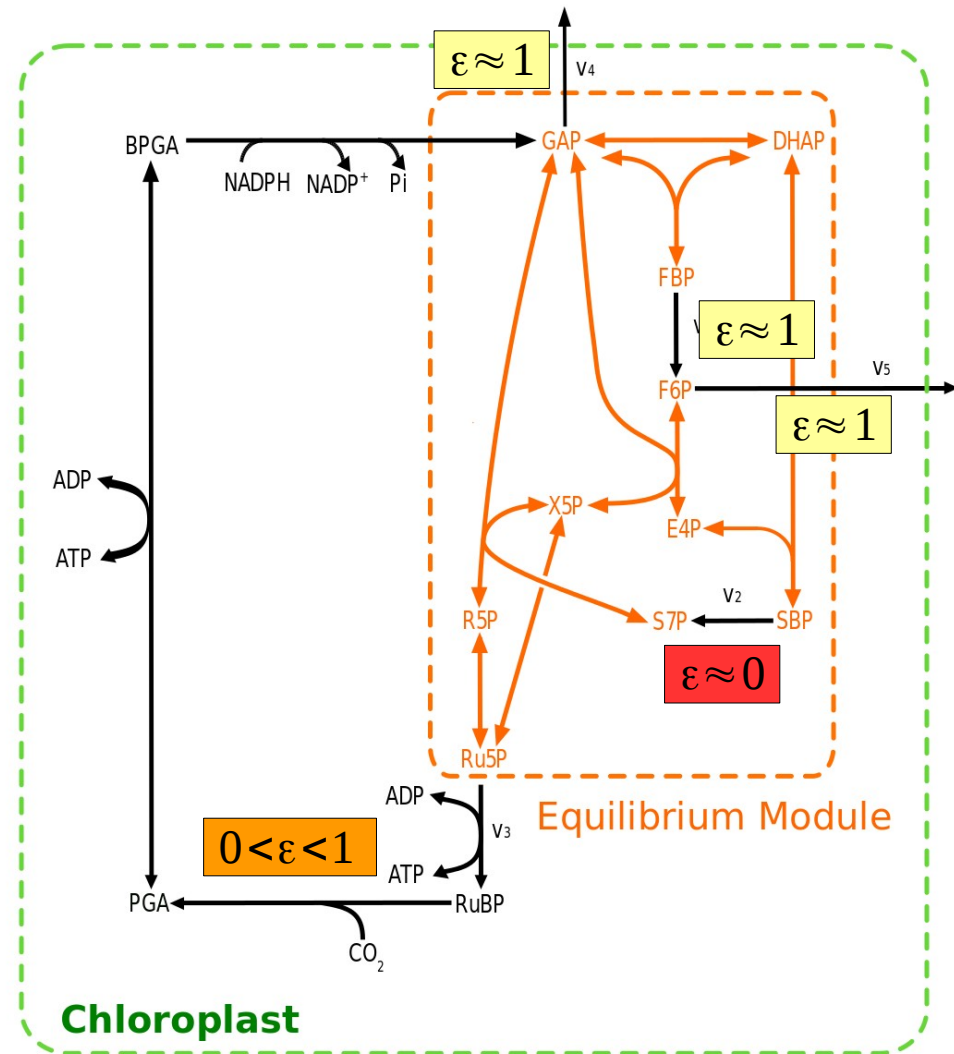 ε≈1
v₄
BPGA
GAP
DHAP
NADPH
NADP⁺
Pi
FBP
ε≈1
F6P
v₅
ε≈1
ADP
ATP
X5P
E4P
v₂
R5P
S7P
SBP
ε≈0
Ru5P
ADP
Equilibrium Module
0<ε<1
v₃
ATP
PGA
RuBP
CO₂
Chloroplast